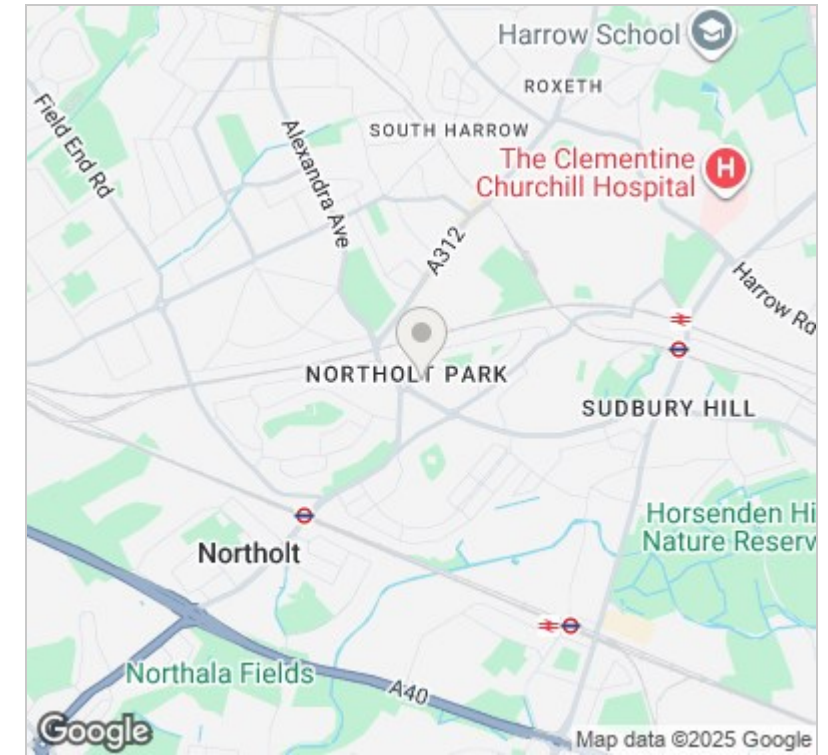 Harrow School
ROXETH
Field End Rd
Alexandra Ave
SOUTH HARROW
The Clementine
Churchill Hospital
H
A312
Harrow Ro
NORTHOLT PARK
SUDBURY HILL
Horsenden Hi
Nature Reserv
Northolt
Northala Fields
A40
Google
Map data ©2025 Google